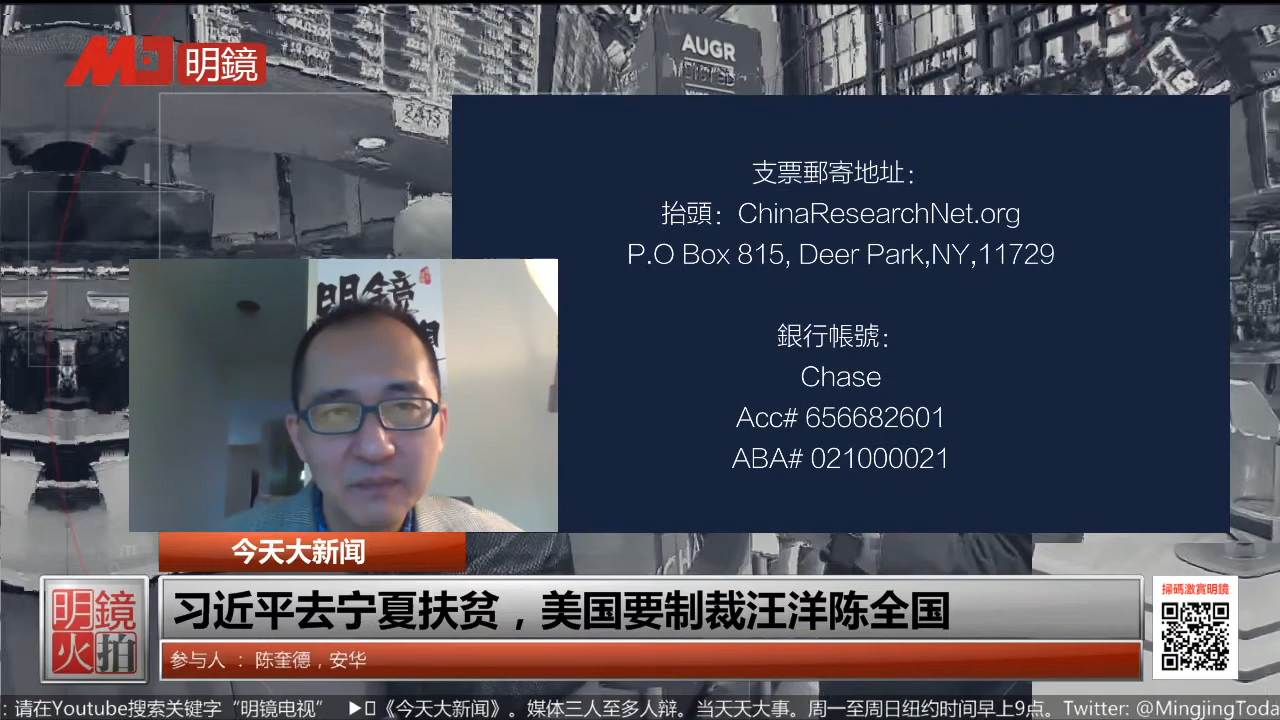 明鏡
AUGR
支票郵寄地址：
抬頭：ChinaResearchNet.org
P.O Box 815, Deer Park,NY,11729
銀行帳號：
Chase
Acc# 656682601
ABA# 021000021
明鏡
今天大新闻
明鏡
火拍
习近平去宁夏扶贫，美国要制裁汪洋陈全国
参与人 ：陈奎德，安华
掃碼激賞明鏡
：请在Youtube搜索关键字“明镜电视” ▶《今天大新闻》。媒体三人至多人辩。当天天大事。周一至周日纽约时间早上9点。Twitter: @MingjingToda